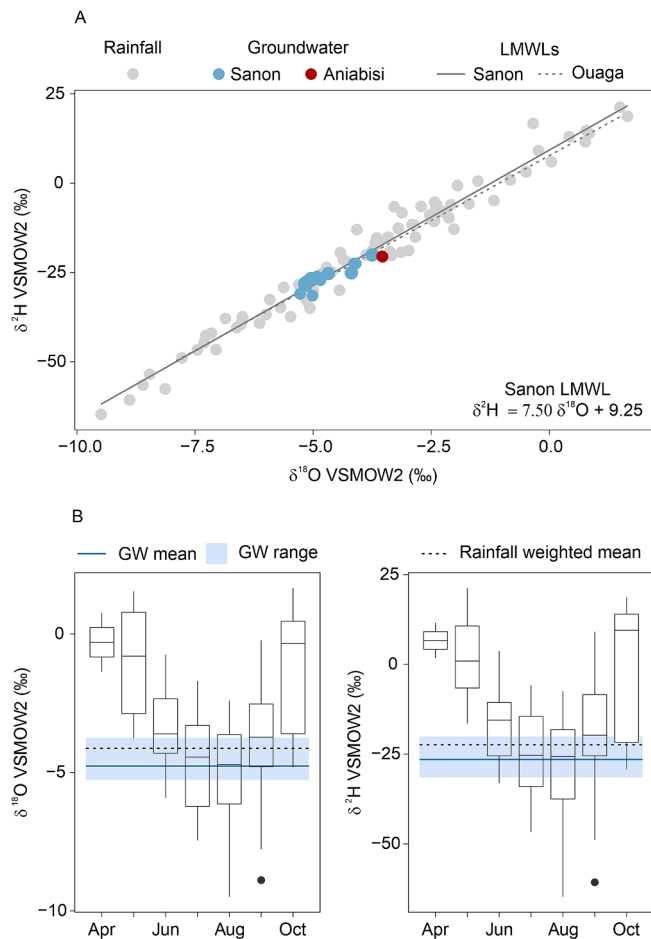 A
Rainfall Groundwater LMWLs
Sanon Aniabisi Sanon Ouaga
25
0
−25
−50
δ²H VSMOW2 (‰)
Sanon LMWL
δ²H = 7.50 δ¹⁸O + 9.25
−10.0 −7.5 −5.0 −2.5 0.0
δ¹⁸O VSMOW2 (‰)
B
GW mean GW range Rainfall weighted mean
0
−5
−10
δ¹⁸O VSMOW2 (‰)
Apr Jun Aug Oct
25
0
−25
−50
δ²H VSMOW2 (‰)
Apr Jun Aug Oct